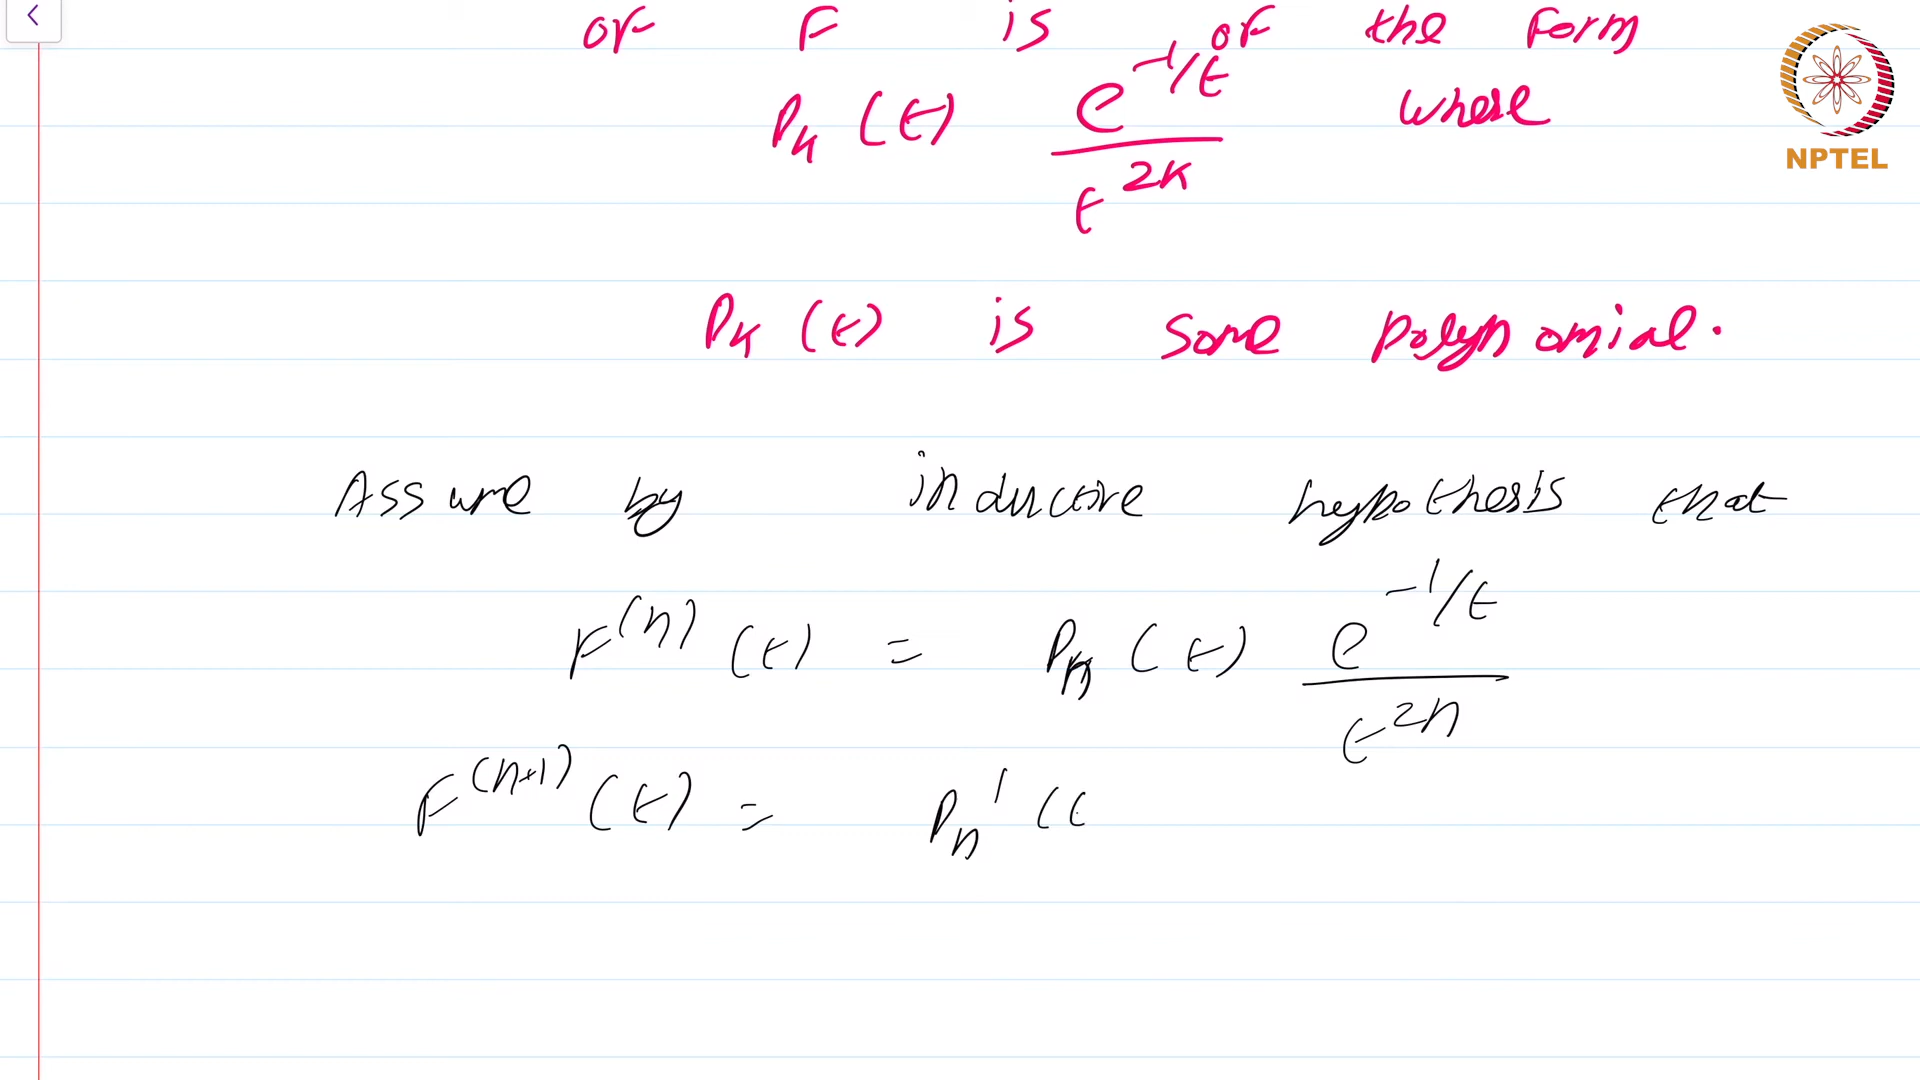 of F is of the form
P_k (t) e^{-1/t} / t^{2k} where
P_k (t) is some polynomial.
Assume by inductive hypothesis that
F^{(n)} (t) = P_n (t) e^{-1/t} / t^{2n}
F^{(n+1)} (t) = P_n' (t
NPTEL